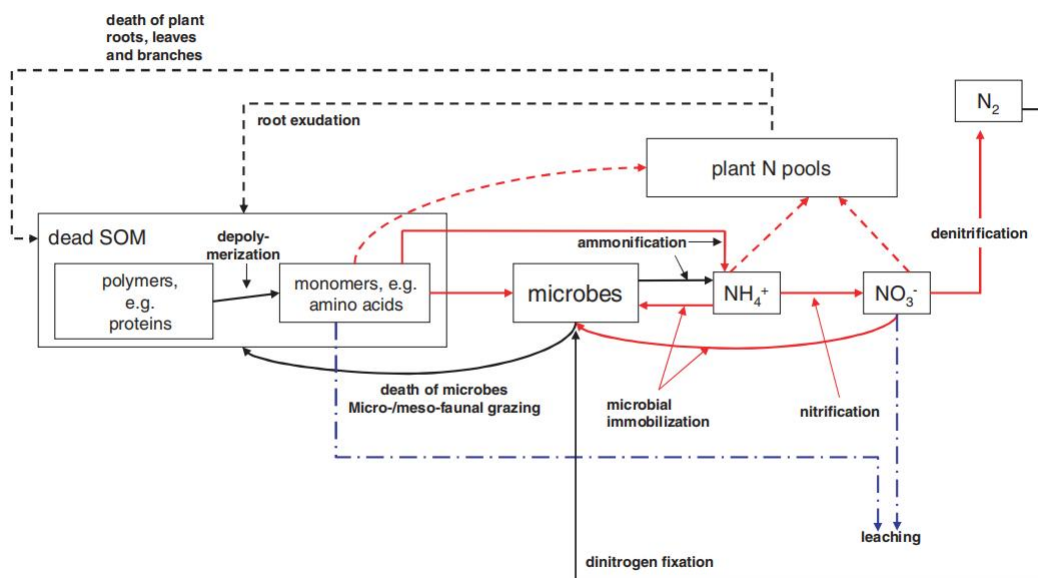 death of plant
roots, leaves
and branches
N₂
root exudation
plant N pools
dead SOM
depoly-
merization
ammonification
denitrification
polymers,
e.g.
proteins
monomers, e.g.
amino acids
microbes
NH₄⁺
NO₃⁻
death of microbes
Micro-/meso-faunal grazing
microbial
immobilization
nitrification
leaching
dinitrogen fixation